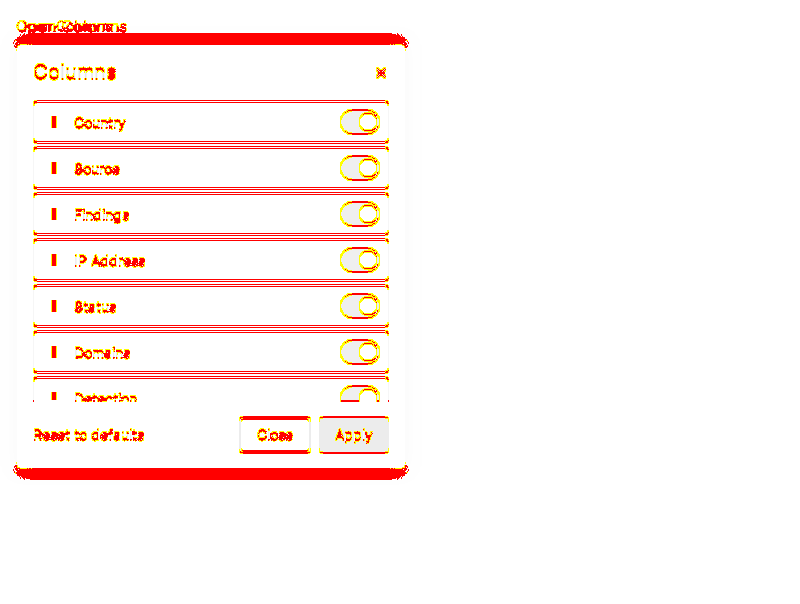 Open Columns
Columns
Country
Source
Findings
IP Address
Status
Domains
Detection
Reset to defaults
Close
Apply